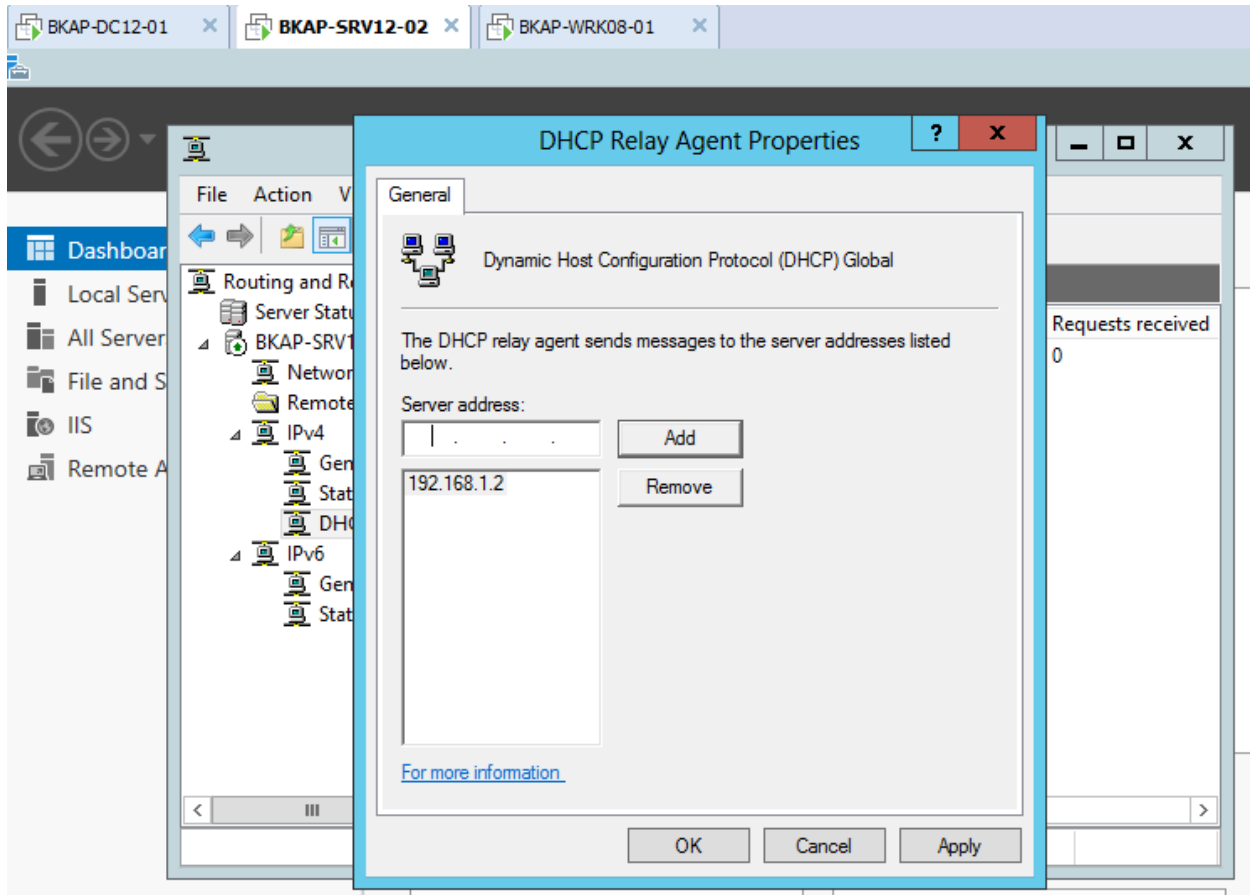 BKAP-DC12-01
BKAP-SRV12-02
BKAP-WRK08-01
DHCP Relay Agent Properties
?
File Action V
General
Dynamic Host Configuration Protocol (DHCP) Global
The DHCP relay agent sends messages to the server addresses listed
below.
Server address:
. . .
Add
192.168.1.2
Remove
For more information
OK Cancel Apply
Dashboar
Local Serv
All Server
File and S
IIS
Remote A
Routing and R
Server Statu
BKAP-SRV1
Networ
Remote
IPv4
Gen
Stat
DHC
IPv6
Gen
Stat
Requests received
0